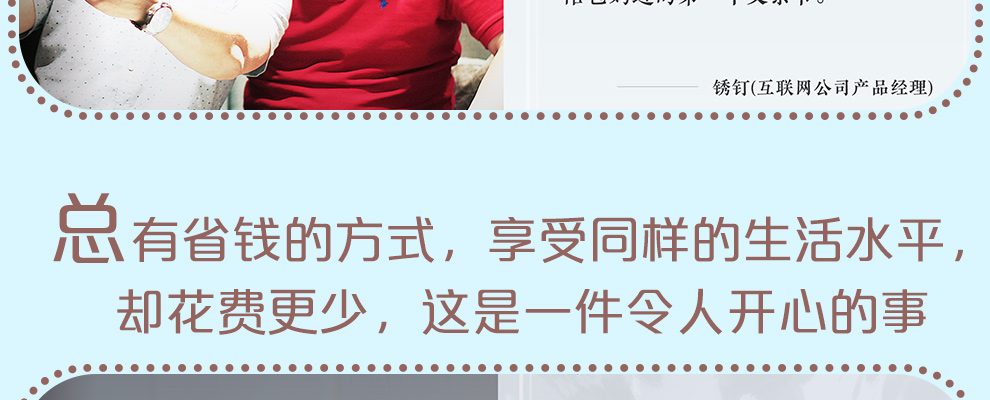 锈钉(互联网公司产品经理)
总有省钱的方式，享受同样的生活水平，
却花费更少，这是一件令人开心的事